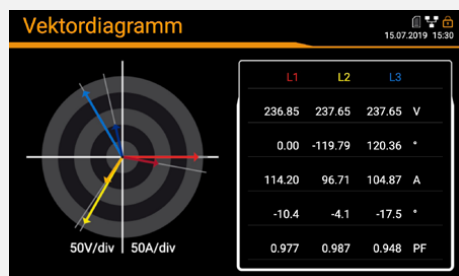 Vektordiagramm
15.07.2019 15:30
L1 L2 L3
236.85 237.65 237.65 V
0.00 -119.79 120.36 °
114.20 96.71 104.87 A
-10.4 -4.1 -17.5 °
0.977 0.987 0.948 PF
50V/div 50A/div